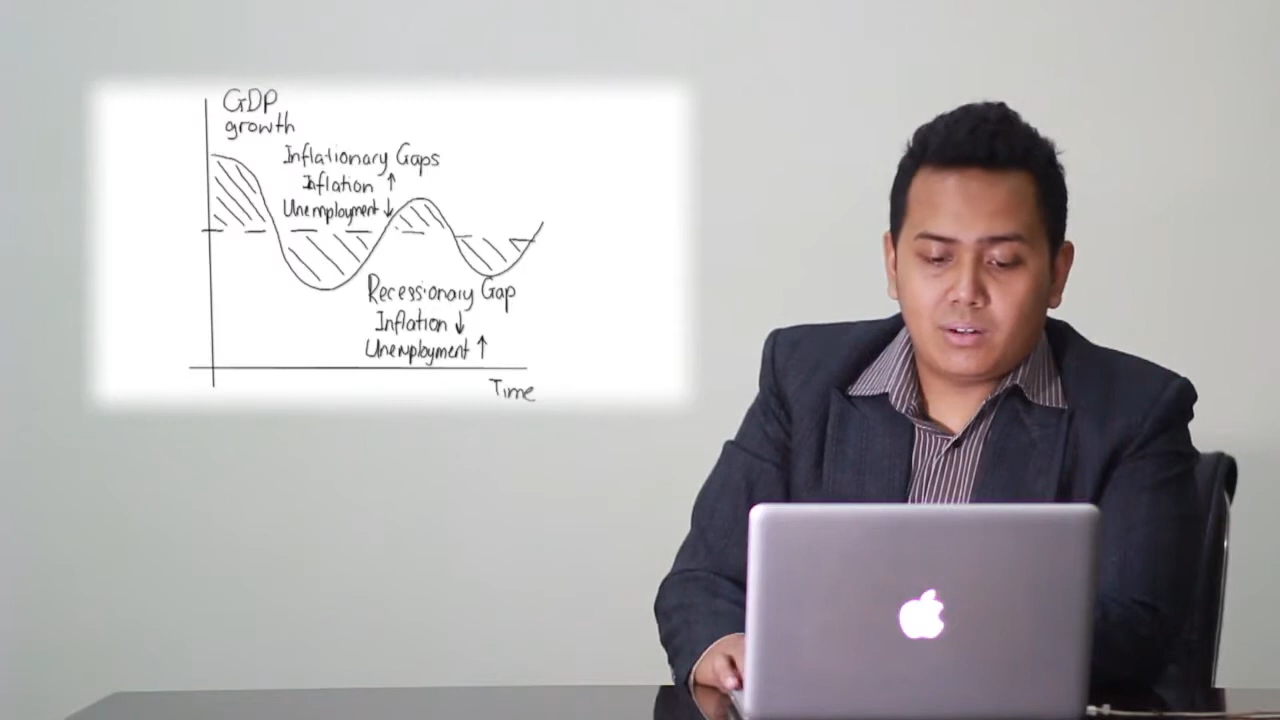 GDP
growth
Inflationary Gaps
Inflation ↑
Unemployment ↓
Recessionary Gap
Inflation ↓
Unemployment ↑
Time